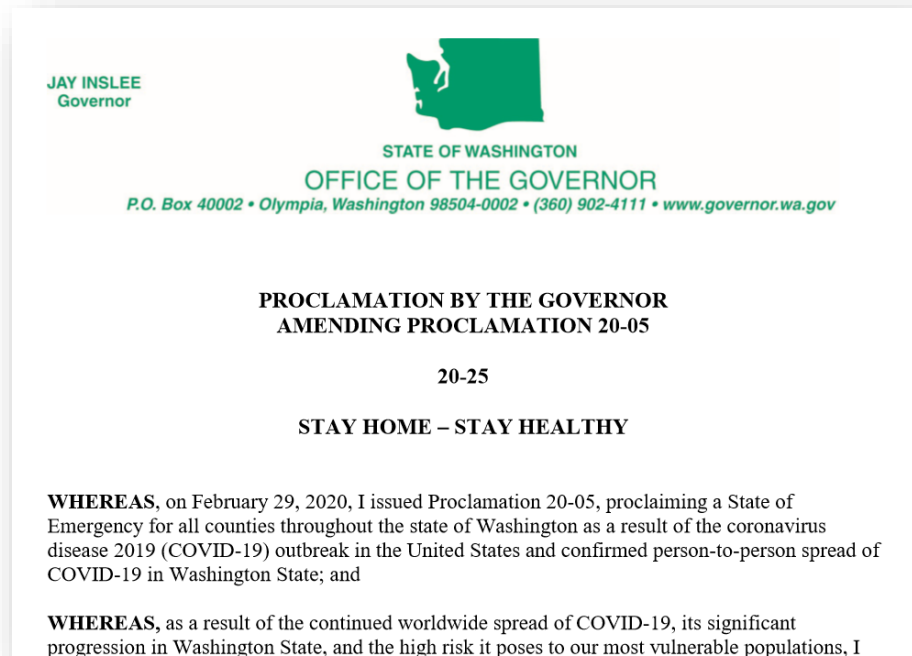 JAY INSLEE
Governor
STATE OF WASHINGTON
OFFICE OF THE GOVERNOR
P.O. Box 40002 • Olympia, Washington 98504-0002 • (360) 902-4111 • www.governor.wa.gov
PROCLAMATION BY THE GOVERNOR
AMENDING PROCLAMATION 20-05
20-25
STAY HOME – STAY HEALTHY
WHEREAS, on February 29, 2020, I issued Proclamation 20-05, proclaiming a State of
Emergency for all counties throughout the state of Washington as a result of the coronavirus
disease 2019 (COVID-19) outbreak in the United States and confirmed person-to-person spread of
COVID-19 in Washington State; and
WHEREAS, as a result of the continued worldwide spread of COVID-19, its significant
progression in Washington State, and the high risk it poses to our most vulnerable populations, I